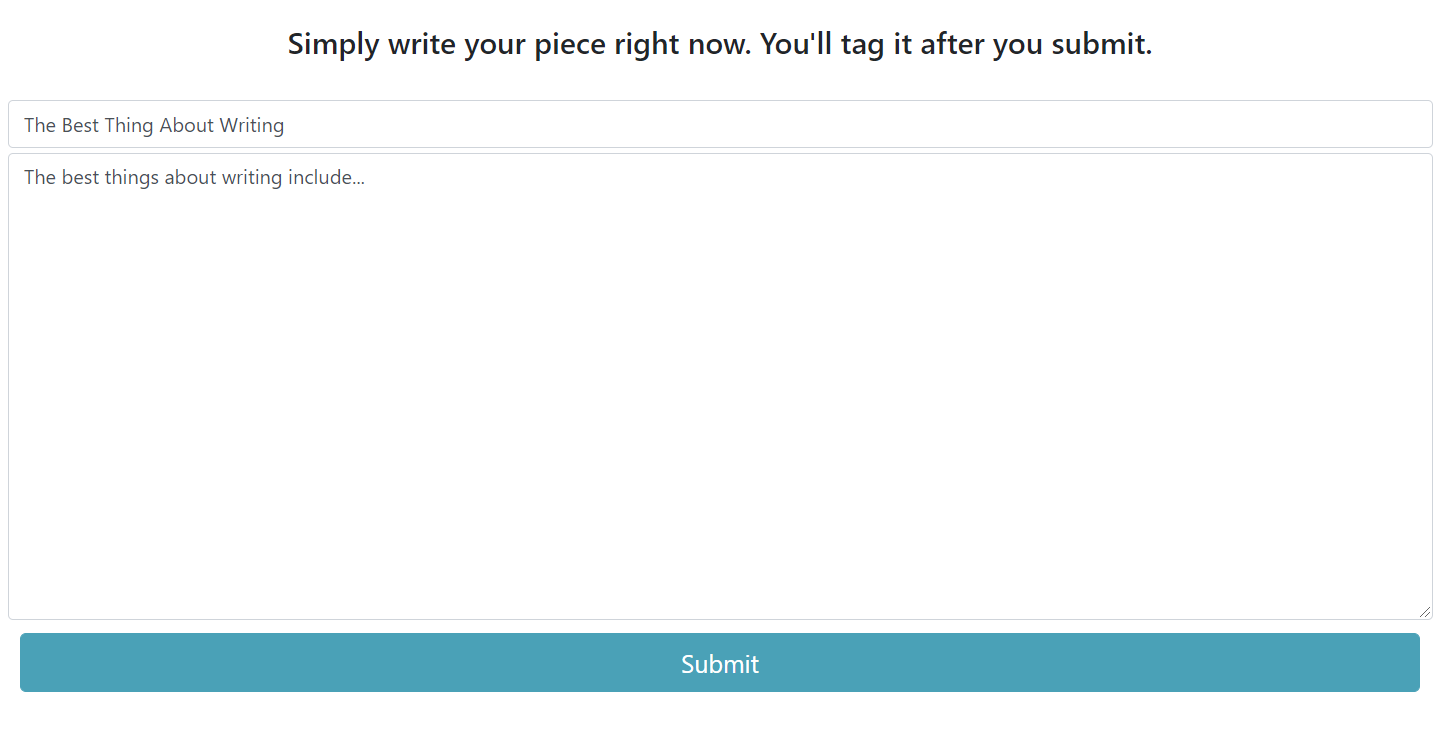 Simply write your piece right now. You'll tag it after you submit.
The Best Thing About Writing
The best things about writing include...
Submit